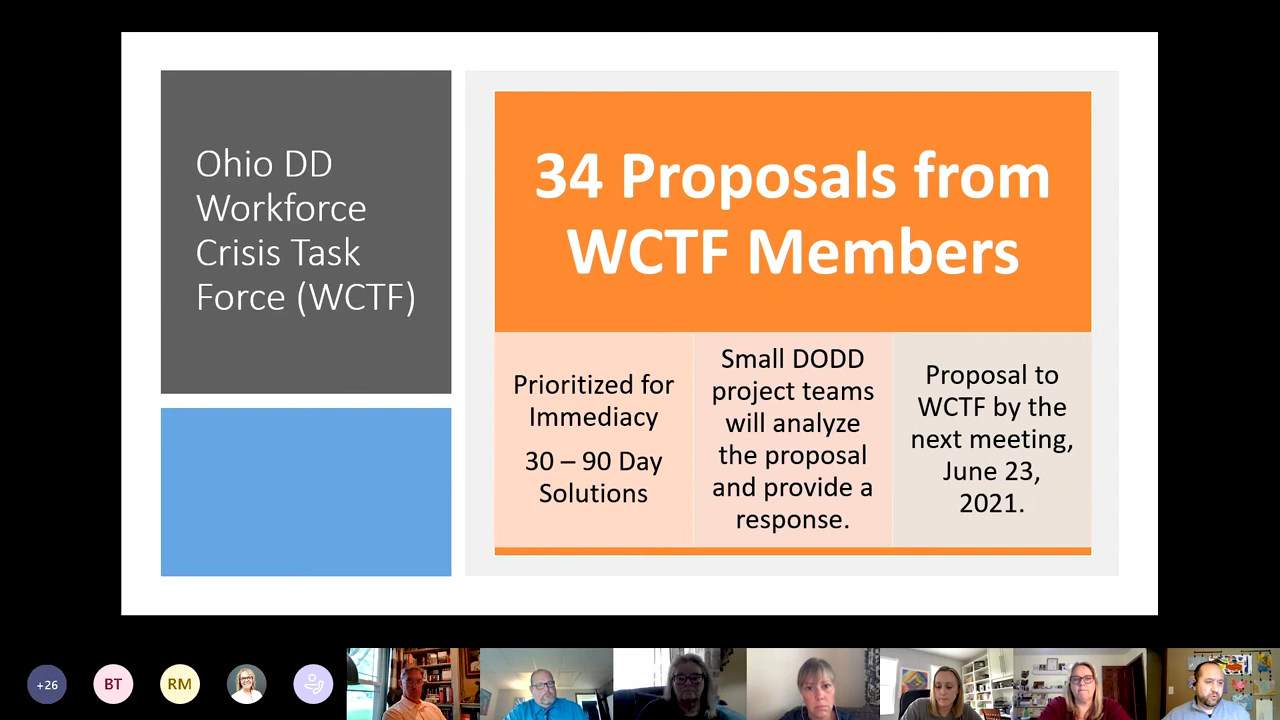 Ohio DD
Workforce
Crisis Task
Force (WCTF)
34 Proposals from
WCTF Members
Prioritized for
Immediacy
30 – 90 Day
Solutions
Small DODD
project teams
will analyze
the proposal
and provide a
response.
Proposal to
WCTF by the
next meeting,
June 23,
2021.
+26
BT
RM